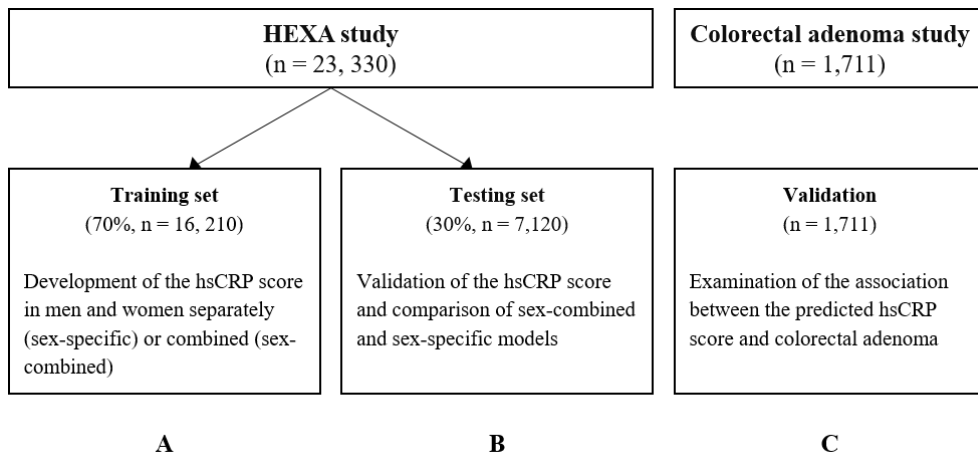 HEXA study
(n = 23, 330)
Colorectal adenoma study
(n = 1,711)
Training set
(70%, n = 16, 210)
Development of the hsCRP score
in men and women separately
(sex-specific) or combined (sex-
combined)
Testing set
(30%, n = 7,120)
Validation of the hsCRP score
and comparison of sex-combined
and sex-specific models
Validation
(n = 1,711)
Examination of the association
between the predicted hsCRP
score and colorectal adenoma
A
B
C